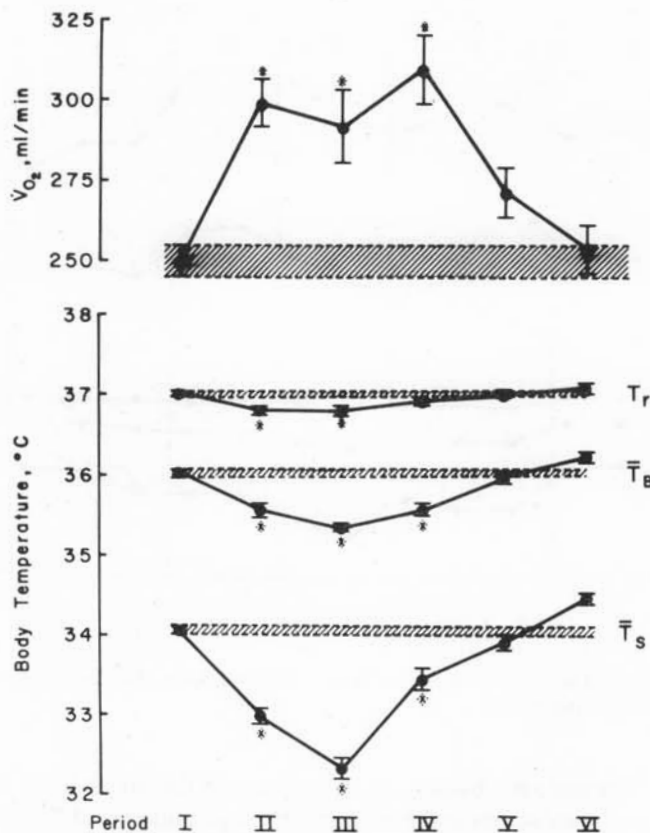 325
300
275
250
V̇O₂, ml/min
* * *
38
37
36
35
34
33
32
Body Temperature, °C
Tr
* *
T̿B
* * *
T̿S
* * *
Period I II III IV V VI